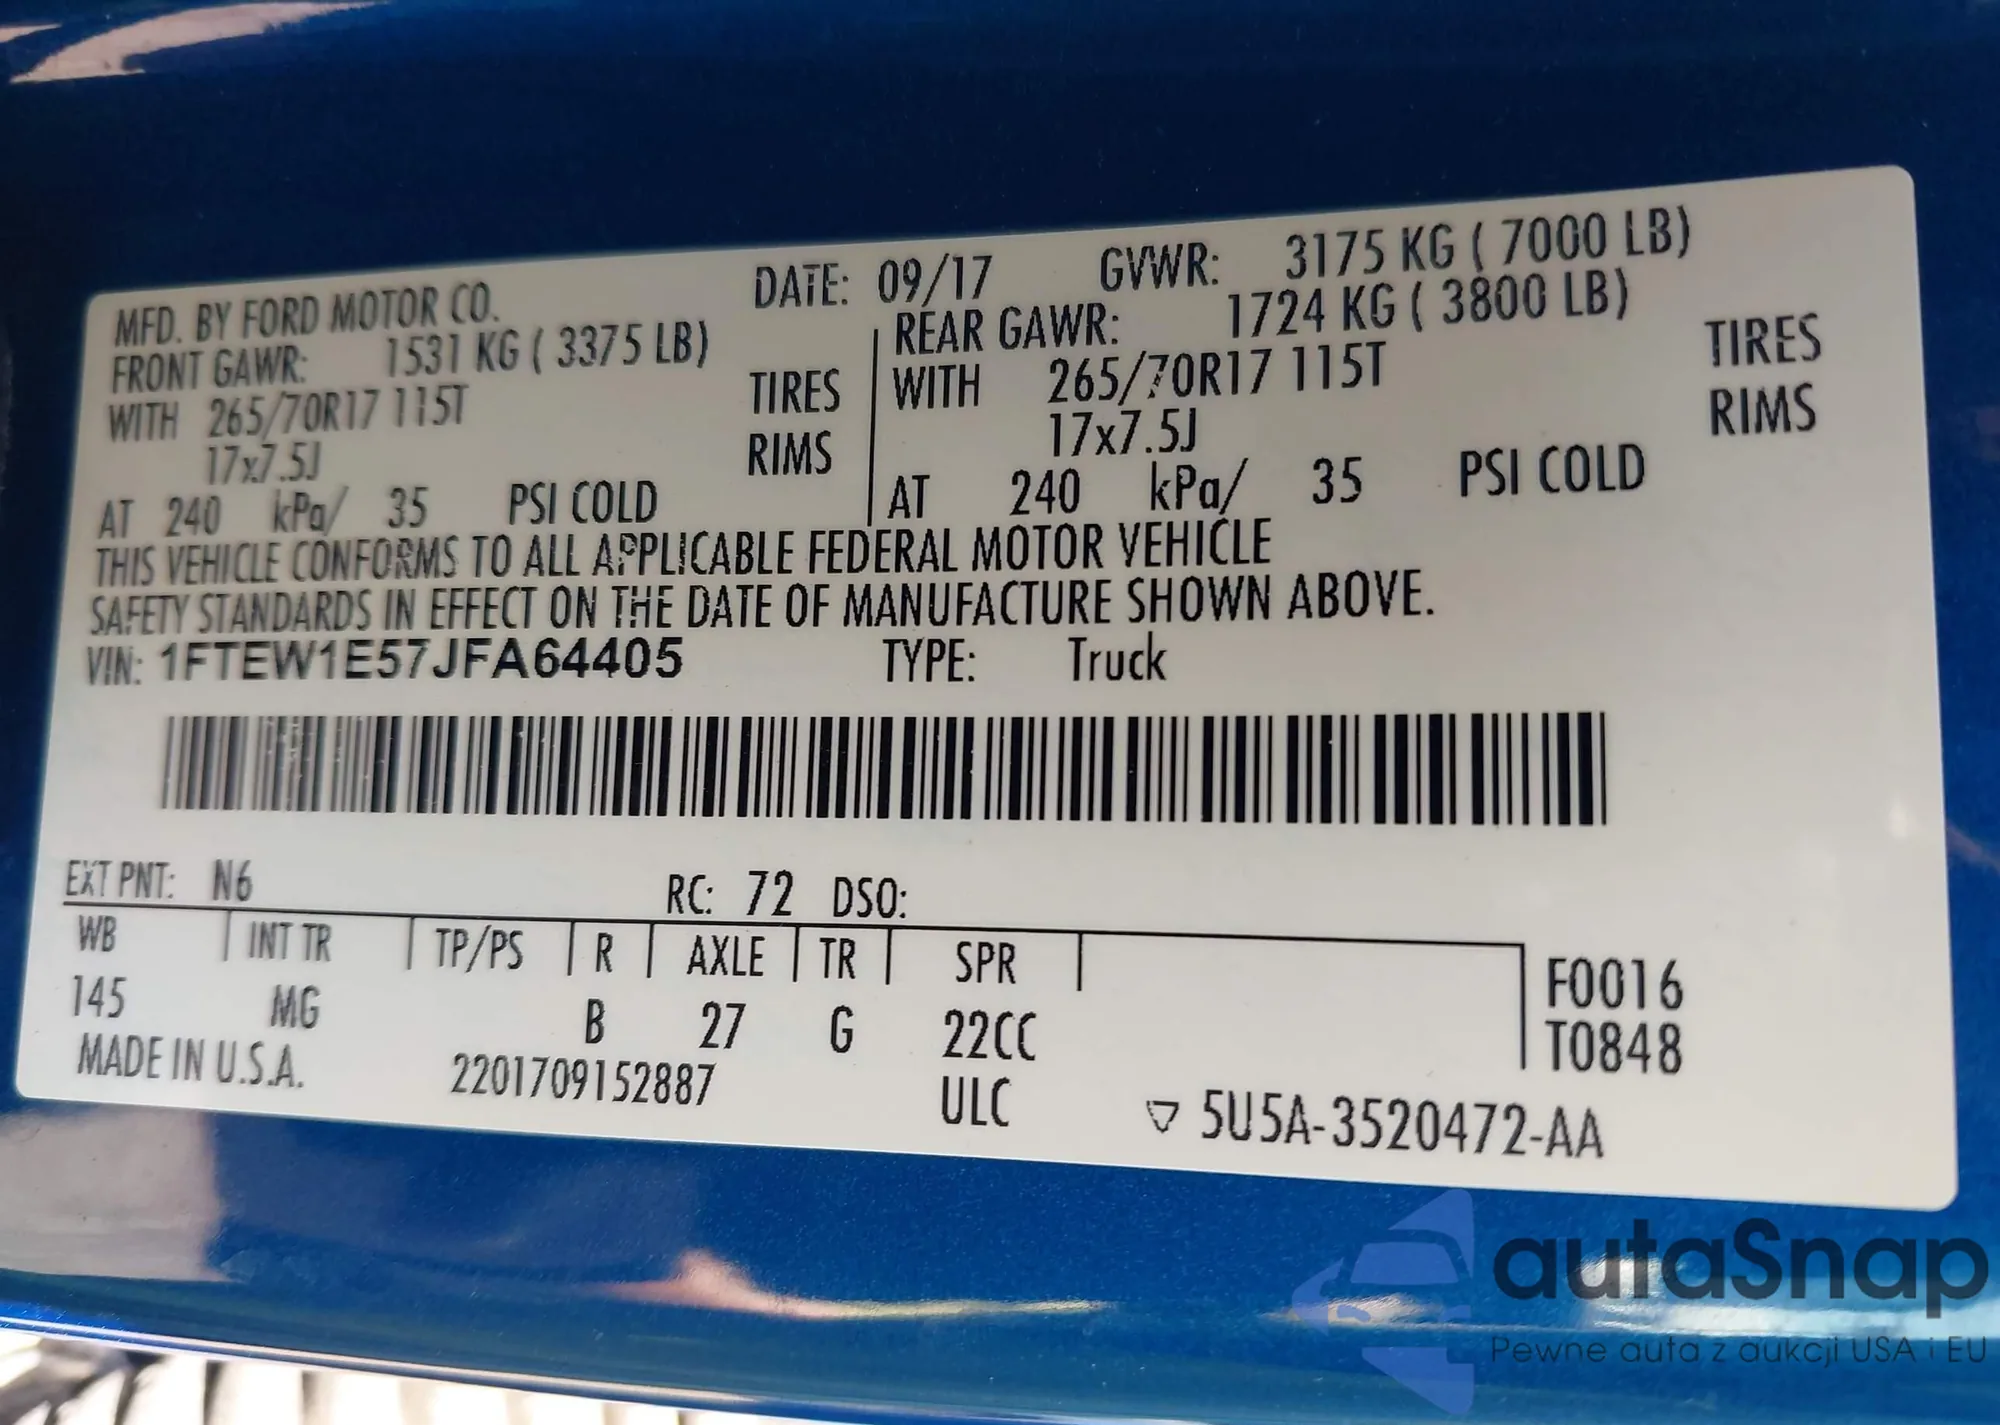 MFD. BY FORD MOTOR CO. DATE: 09/17 GVWR: 3175 KG ( 7000 LB)
FRONT GAWR: 1531 KG ( 3375 LB) REAR GAWR: 1724 KG ( 3800 LB)
WITH 265/70R17 115T TIRES WITH 265/70R17 115T TIRES
17x7.5J RIMS 17x7.5J RIMS
AT 240 kPa/ 35 PSI COLD AT 240 kPa/ 35 PSI COLD
THIS VEHICLE CONFORMS TO ALL APPLICABLE FEDERAL MOTOR VEHICLE
SAFETY STANDARDS IN EFFECT ON THE DATE OF MANUFACTURE SHOWN ABOVE.
VIN: 1FTEW1E57JFA64405 TYPE: Truck
EXT PNT: N6 RC: 72 DSO:
WB INT TR TP/PS R AXLE TR SPR F0016
145 MG B 27 G 22CC T0848
MADE IN U.S.A. 2201709152887 ULC 5U5A-3520472-AA
autaSnap
Pewne auta z aukcji USA i EU